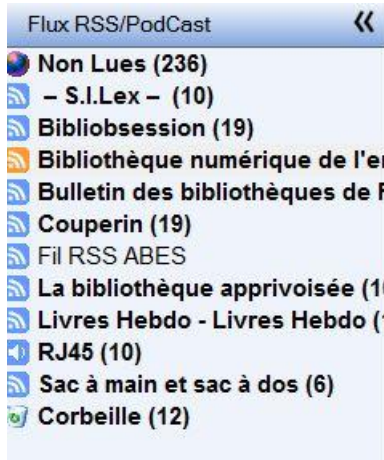 Flux RSS/PodCast
Non Lues (236)
– S.I.Lex – (10)
Bibliobsession (19)
Bibliothèque numérique de
Bulletin des bibliothèques de
Couperin (19)
Fil RSS ABES
La bibliothèque apprivoisée
Livres Hebdo - Livres Hebdo
RJ45 (10)
Sac à main et sac à dos (6)
Corbeille (12)